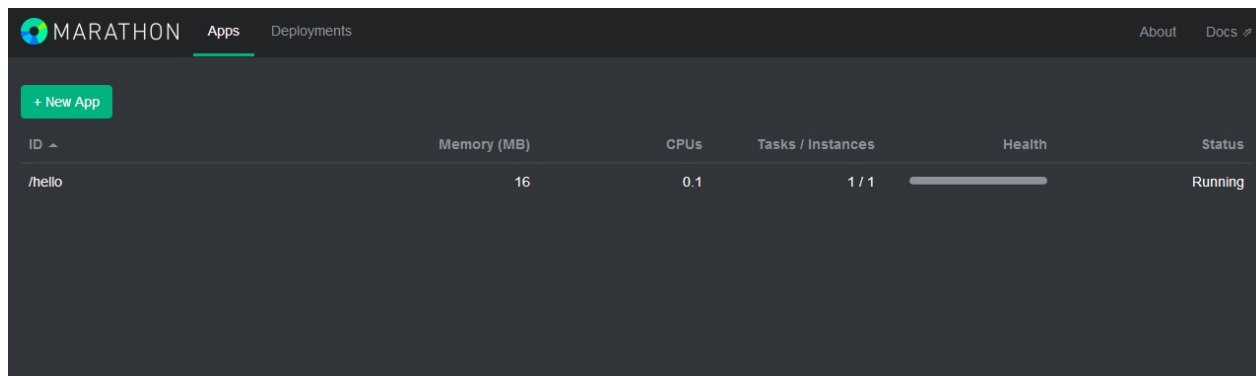 MARATHON Apps Deployments About Docs
+ New App
ID Memory (MB) CPUs Tasks / Instances Health Status
/hello 16 0.1 1 / 1 Running